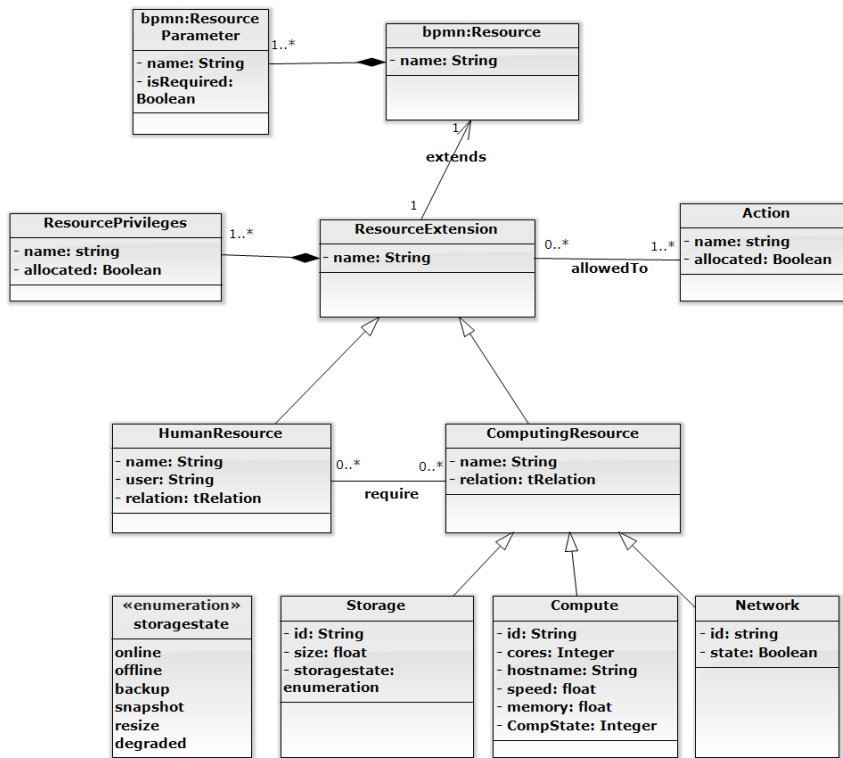 bpmn:Resource
Parameter
- name: String
- isRequired:
Boolean
1..*
bpmn:Resource
- name: String
1
extends
1
ResourcePrivileges
- name: string
- allocated: Boolean
1..*
ResourceExtension
- name: String
0..*
1..*
allowedTo
Action
- name: string
- allocated: Boolean
HumanResource
- name: String
- user: String
- relation: tRelation
0..*
0..*
require
ComputingResource
- name: String
- relation: tRelation
«enumeration»
storagestate
online
offline
backup
snapshot
resize
degraded
Storage
- id: String
- size: float
- storagestate:
enumeration
Compute
- id: String
- cores: Integer
- hostname: String
- speed: float
- memory: float
- CompState: Integer
Network
- id: string
- state: Boolean